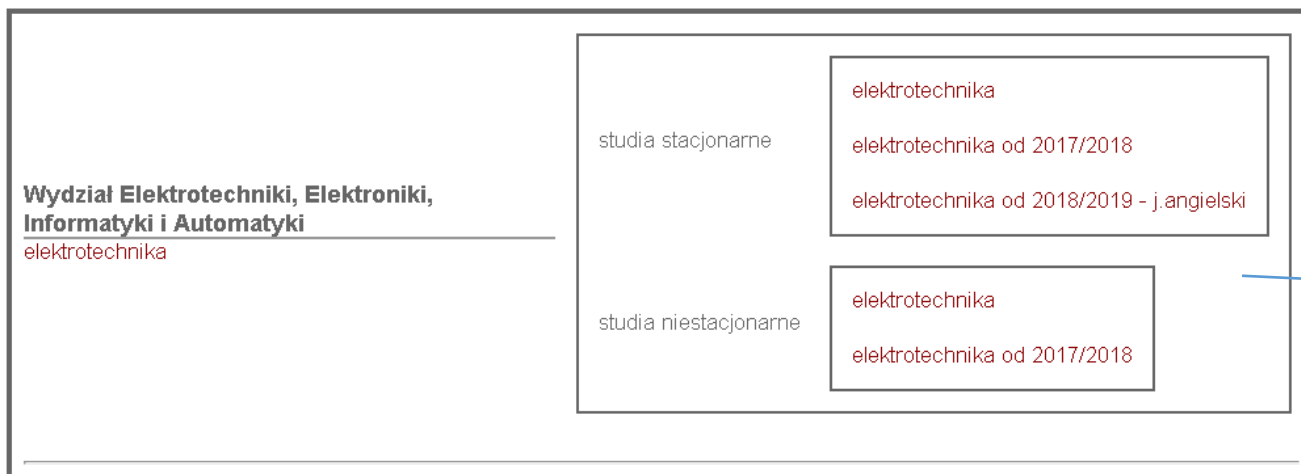 Wydział Elektrotechniki, Elektroniki,
Informatyki i Automatyki
elektrotechnika
studia stacjonarne
elektrotechnika
elektrotechnika od 2017/2018
elektrotechnika od 2018/2019 - j.angielski
studia niestacjonarne
elektrotechnika
elektrotechnika od 2017/2018